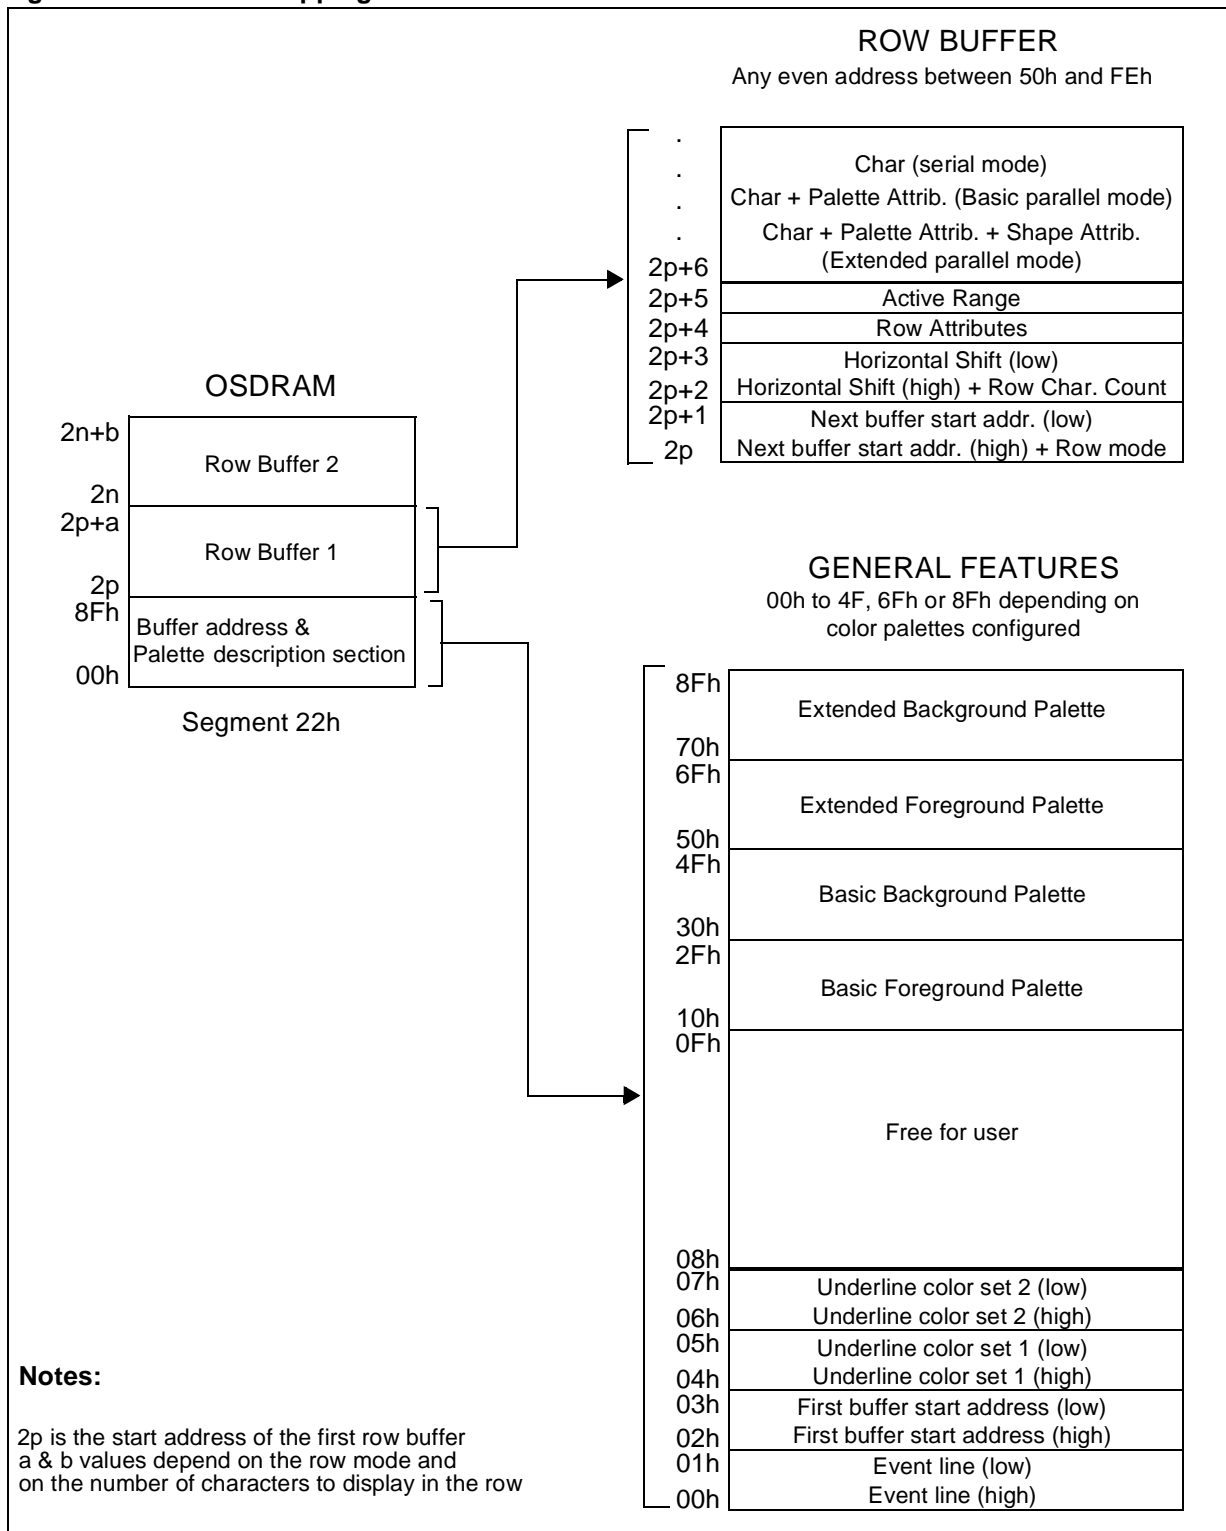 ROW BUFFER
Any even address between 50h and FEh
.
.
.
.
Char (serial mode)
Char + Palette Attrib. (Basic parallel mode)
Char + Palette Attrib. + Shape Attrib.
(Extended parallel mode)
2p+6
2p+5 Active Range
2p+4 Row Attributes
2p+3 Horizontal Shift (low)
2p+2 Horizontal Shift (high) + Row Char. Count
2p+1 Next buffer start addr. (low)
2p Next buffer start addr. (high) + Row mode
OSDRAM
2n+b
Row Buffer 2
2n
2p+a
Row Buffer 1
2p
8Fh
Buffer address &
Palette description section
00h
Segment 22h
GENERAL FEATURES
00h to 4F, 6Fh or 8Fh depending on
color palettes configured
8Fh
Extended Background Palette
70h
6Fh
Extended Foreground Palette
50h
4Fh
Basic Background Palette
30h
2Fh
Basic Foreground Palette
10h
0Fh
Free for user
08h
07h Underline color set 2 (low)
06h Underline color set 2 (high)
05h Underline color set 1 (low)
04h Underline color set 1 (high)
03h First buffer start address (low)
02h First buffer start address (high)
01h Event line (low)
00h Event line (high)
Notes:
2p is the start address of the first row buffer
a & b values depend on the row mode and
on the number of characters to display in the row